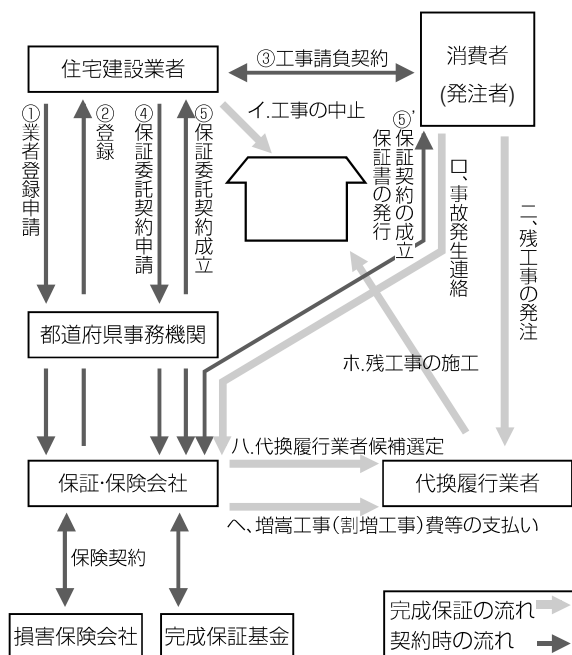 住宅建設業者
③工事請負契約
消費者
(発注者)
イ.工事の中止
①業者登録申請
②登録
④保証委託契約申請
⑤保証委託契約成立
⑤'保証契約の成立
保証書の発行
ロ、事故発生連絡
ニ、残工事の発注
都道府県事務機関
ホ.残工事の施工
ハ.代換履行業者候補選定
保証・保険会社
代換履行業者
ヘ、増嵩工事(割増工事)費等の支払い
保険契約
損害保険会社
完成保証基金
完成保証の流れ
契約時の流れ